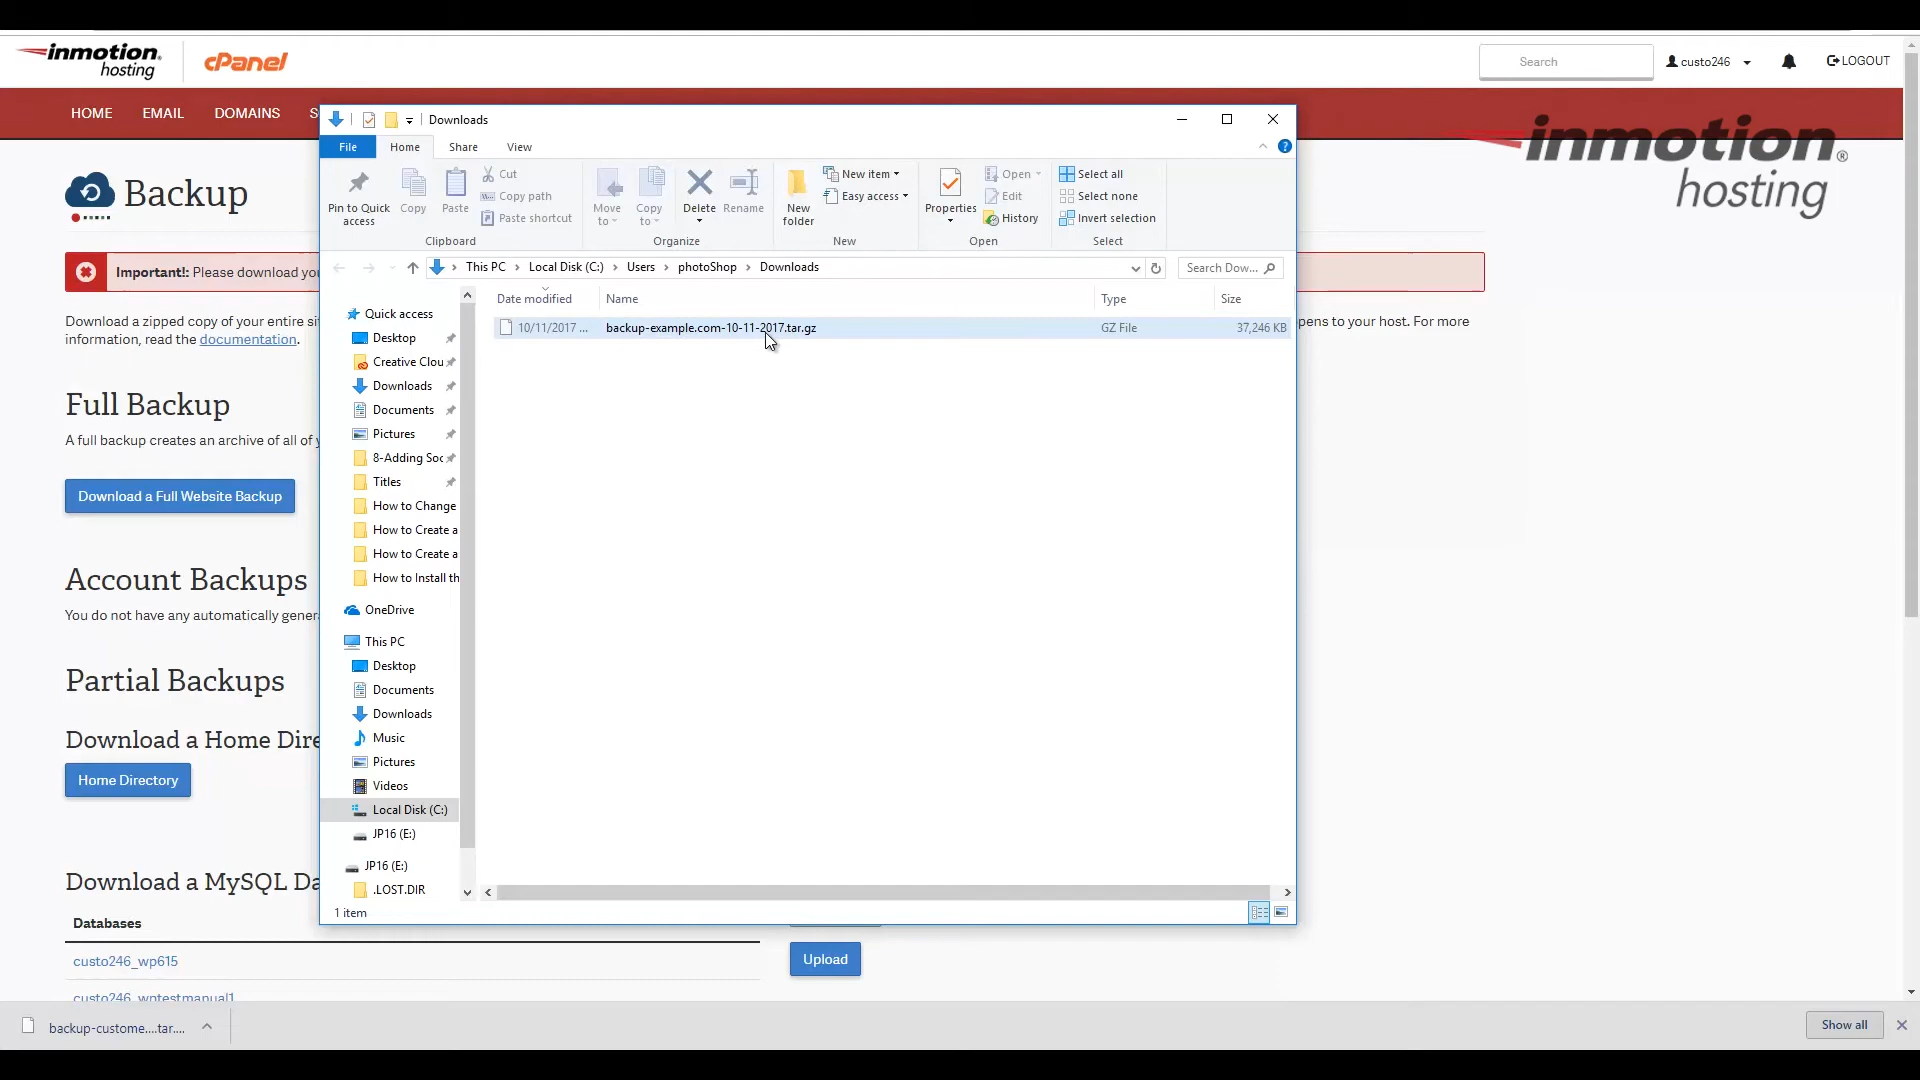 inmotion hosting
cPanel
Search
custo246
LOGOUT
HOME
EMAIL
DOMAINS
inmotion®
hosting
Backup
Important!: Please download you
Download a zipped copy of your entire sit
pens to your host. For more
information, read the documentation.
Full Backup
A full backup creates an archive of all of y
Download a Full Website Backup
Account Backups
You do not have any automatically genera
Partial Backups
Download a Home Dire
Home Directory
Download a MySQL Da
Databases
custo246_wp615
custo246_wptestmanual1
Upload
Downloads
File
Home
Share
View
Pin to Quick access
Copy
Paste
Cut
Copy path
Paste shortcut
Clipboard
Move to
Copy to
Delete
Rename
Organize
New folder
New item
Easy access
New
Properties
Open
Edit
History
Open
Select all
Select none
Invert selection
Select
This PC > Local Disk (C:) > Users > photoShop > Downloads
Search Dow...
Date modified
Name
Type
Size
10/11/2017 ...
backup-example.com-10-11-2017.tar.gz
GZ File
37,246 KB
Quick access
Desktop
Creative Clou
Downloads
Documents
Pictures
8-Adding Soc
Titles
How to Change
How to Create a
How to Create a
How to Install th
OneDrive
This PC
Desktop
Documents
Downloads
Music
Pictures
Videos
Local Disk (C:)
JP16 (E:)
JP16 (E:)
.LOST.DIR
1 item
backup-custome....tar....
Show all